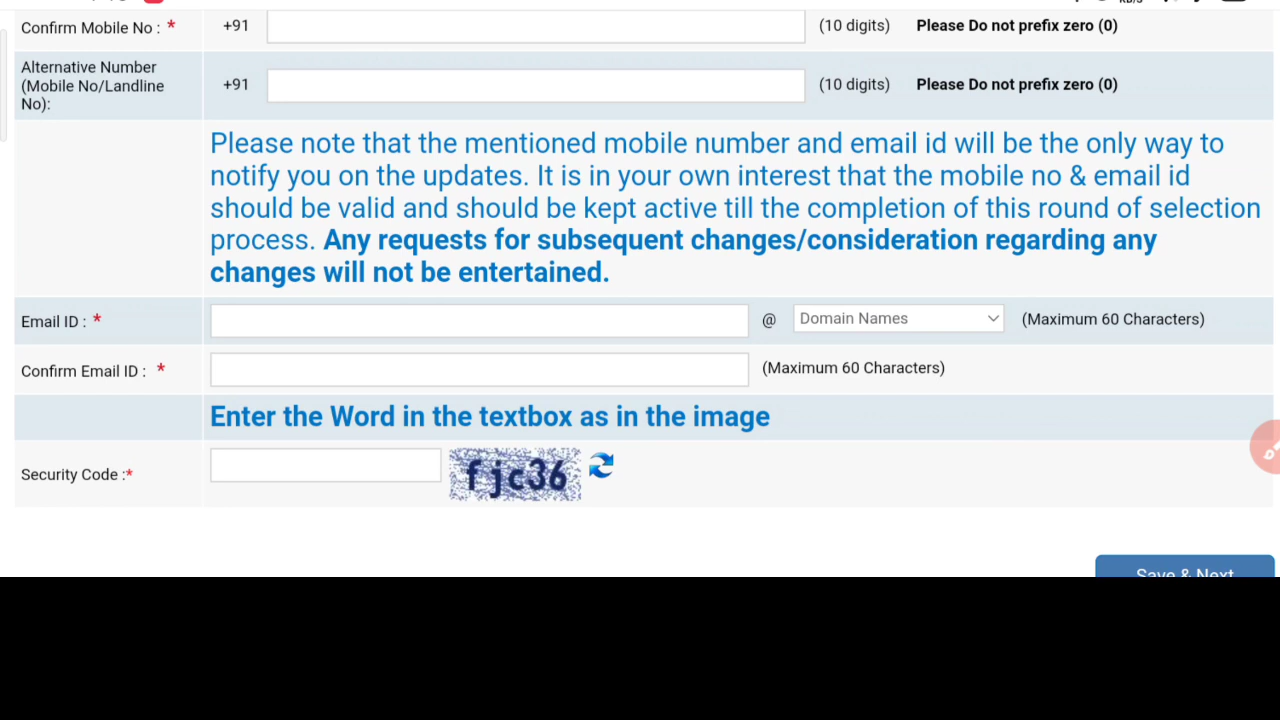 KB/S
Confirm Mobile No : * +91 (10 digits) Please Do not prefix zero (0)
Alternative Number
(Mobile No/Landline
No):
+91 (10 digits) Please Do not prefix zero (0)
Please note that the mentioned mobile number and email id will be the only way to
notify you on the updates. It is in your own interest that the mobile no & email id
should be valid and should be kept active till the completion of this round of selection
process. Any requests for subsequent changes/consideration regarding any
changes will not be entertained.
Email ID : * @ Domain Names (Maximum 60 Characters)
Confirm Email ID : * (Maximum 60 Characters)
Enter the Word in the textbox as in the image
Security Code :* fjc36
Save & Next